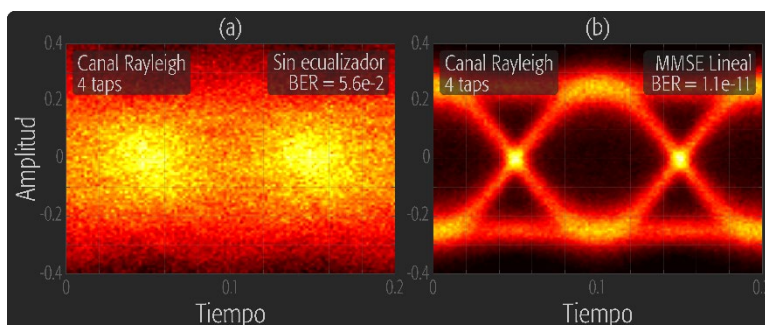 (a)
Canal Rayleigh
4 taps
Sin ecualizador
BER = 5.6e-2
Amplitud
0.4
0.2
0
-0.2
-0.4
0
0.1
0.2
Tiempo
(b)
Canal Rayleigh
4 taps
MMSE Lineal
BER = 1.1e-11
0.4
0.2
0
-0.2
-0.4
0
0.1
Tiempo